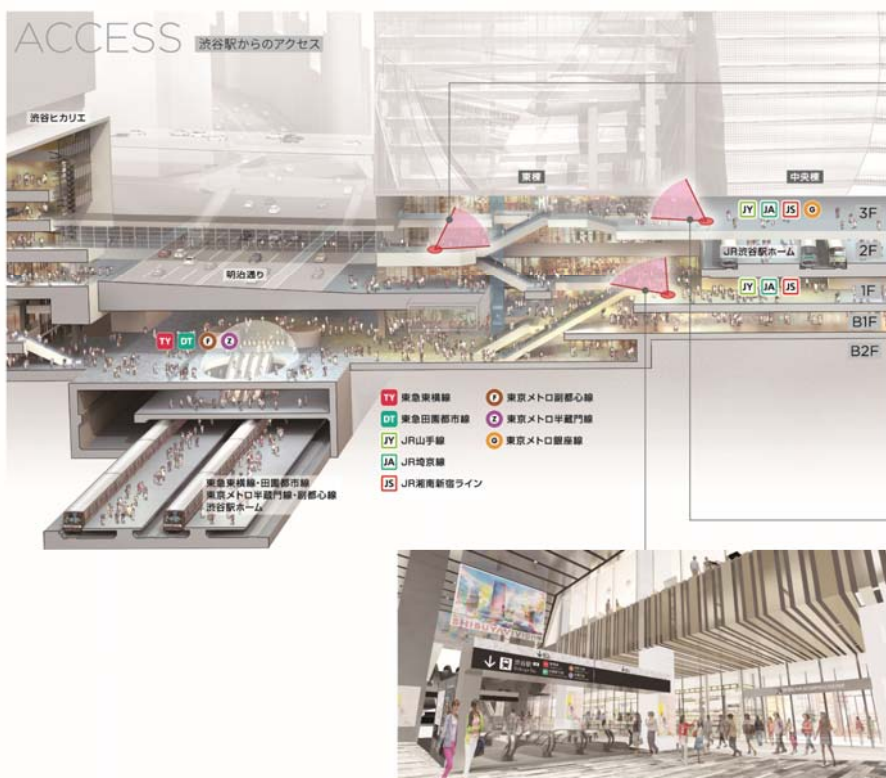 ACCESS 渋谷駅からのアクセス
渋谷ヒカリエ
東棟
中央棟
JY JA JS G 3F
JR渋谷駅ホーム 2F
明治通り
JY JA JS 1F
B1F
TY DT F Z
B2F
TY 東急東横線
DT 東急田園都市線
JY JR山手線
JA JR埼京線
JS JR湘南新宿ライン
F 東京メトロ副都心線
Z 東京メトロ半蔵門線
G 東京メトロ銀座線
東急東横線・田園都市線
東京メトロ半蔵門線・副都心線
渋谷駅ホーム
渋谷駅